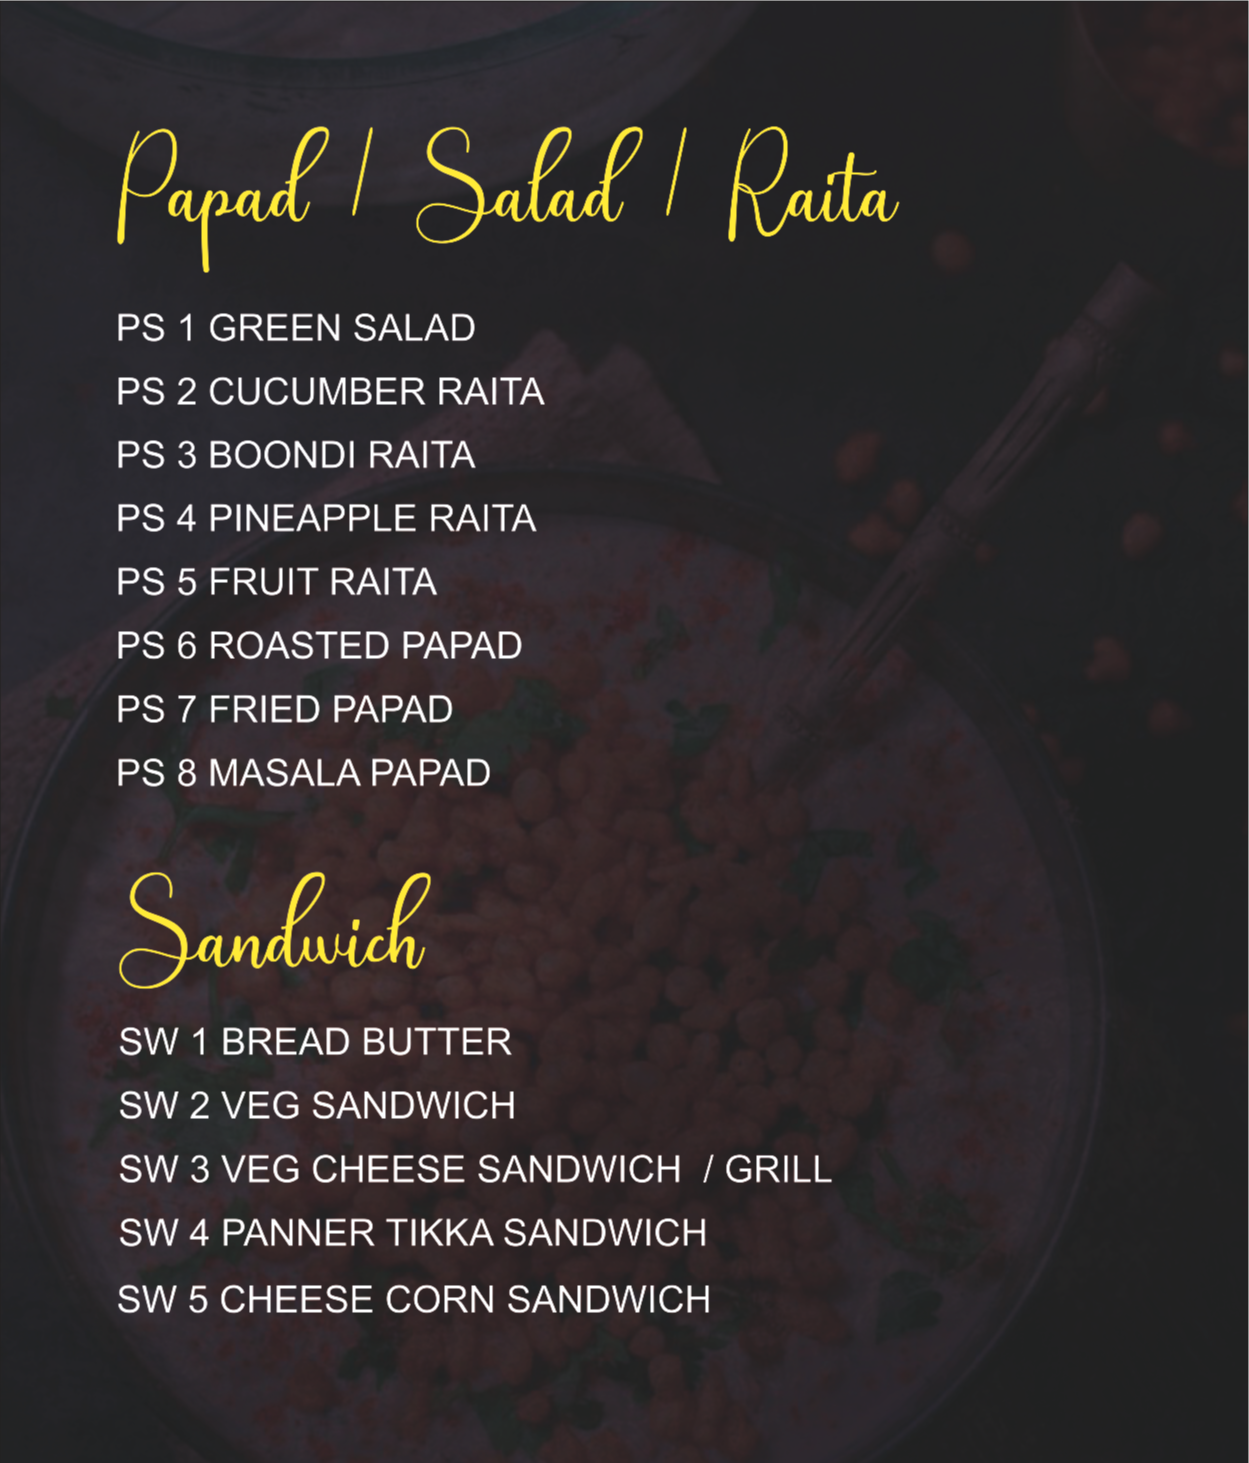 Papad / Salad / Raita
PS 1 GREEN SALAD
PS 2 CUCUMBER RAITA
PS 3 BOONDI RAITA
PS 4 PINEAPPLE RAITA
PS 5 FRUIT RAITA
PS 6 ROASTED PAPAD
PS 7 FRIED PAPAD
PS 8 MASALA PAPAD
Sandwich
SW 1 BREAD BUTTER
SW 2 VEG SANDWICH
SW 3 VEG CHEESE SANDWICH  / GRILL
SW 4 PANNER TIKKA SANDWICH
SW 5 CHEESE CORN SANDWICH